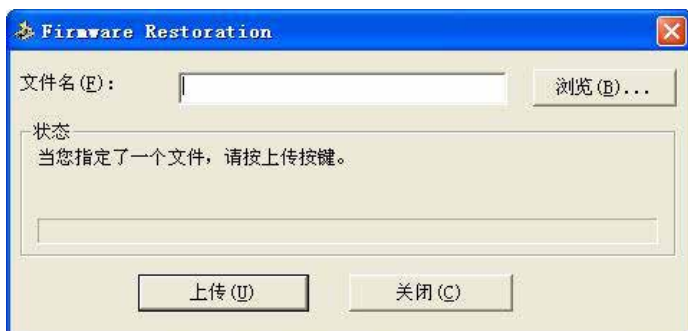 Firmware Restoration
文件名(F): 浏览(B)...
状态
当您指定了一个文件，请按上传按键。
上传(U) 关闭(C)